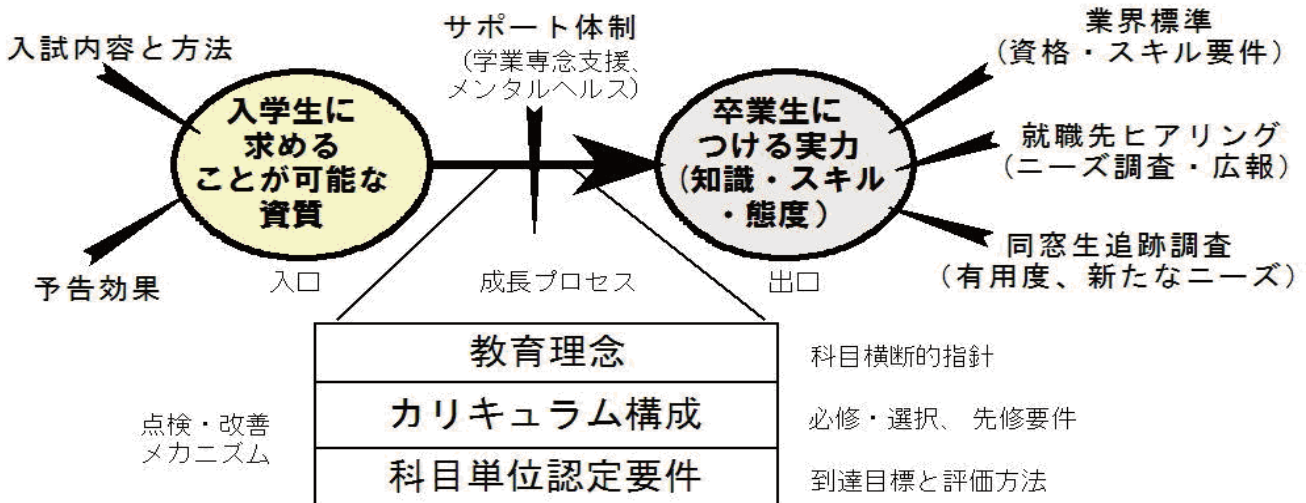 入試内容と方法
予告効果
入学生に
求める
ことが可能な
資質
入口
サポート体制
(学業専念支援、
メンタルヘルス)
成長プロセス
卒業生に
つける実力
(知識・スキル
・態度)
出口
業界標準
(資格・スキル要件)
就職先ヒアリング
(ニーズ調査・広報)
同窓生追跡調査
(有用度、新たなニーズ)
教育理念
科目横断的指針
カリキュラム構成
必修・選択、先修要件
科目単位認定要件
到達目標と評価方法
点検・改善
メカニズム